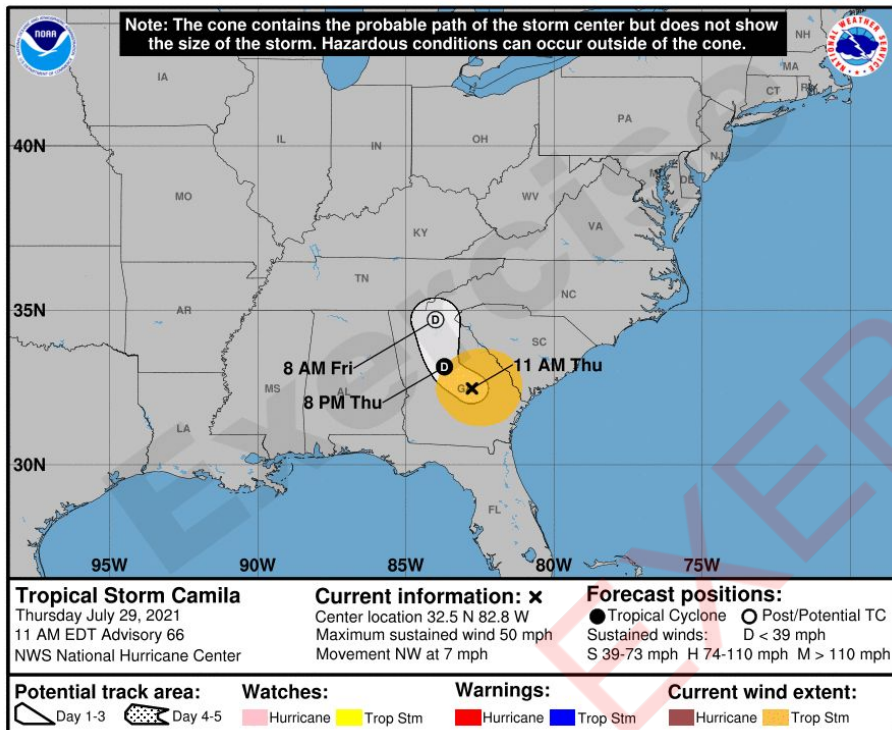 Note: The cone contains the probable path of the storm center but does not show
the size of the storm. Hazardous conditions can occur outside of the cone.
NOAA
NATIONAL WEATHER SERVICE
NH
IA
MA
CT
PA
40N
IL
IN
OH
NJ
DE
MO
WV
VA
KY
TN
NC
35N
AR
D
SC
8 AM Fri
D
11 AM Thu
MS
AL
8 PM Thu
LA
30N
FL
95W
90W
85W
80W
75W
Exerciso
EXER
Tropical Storm Camila
Thursday July 29, 2021
11 AM EDT Advisory 66
NWS National Hurricane Center
Current information: ×
Center location 32.5 N 82.8 W
Maximum sustained wind 50 mph
Movement NW at 7 mph
Forecast positions:
Tropical Cyclone Post/Potential TC
Sustained winds: D < 39 mph
S 39-73 mph H 74-110 mph M > 110 mph
Potential track area:
Day 1-3 Day 4-5
Watches:
Hurricane Trop Stm
Warnings:
Hurricane Trop Stm
Current wind extent:
Hurricane Trop Stm